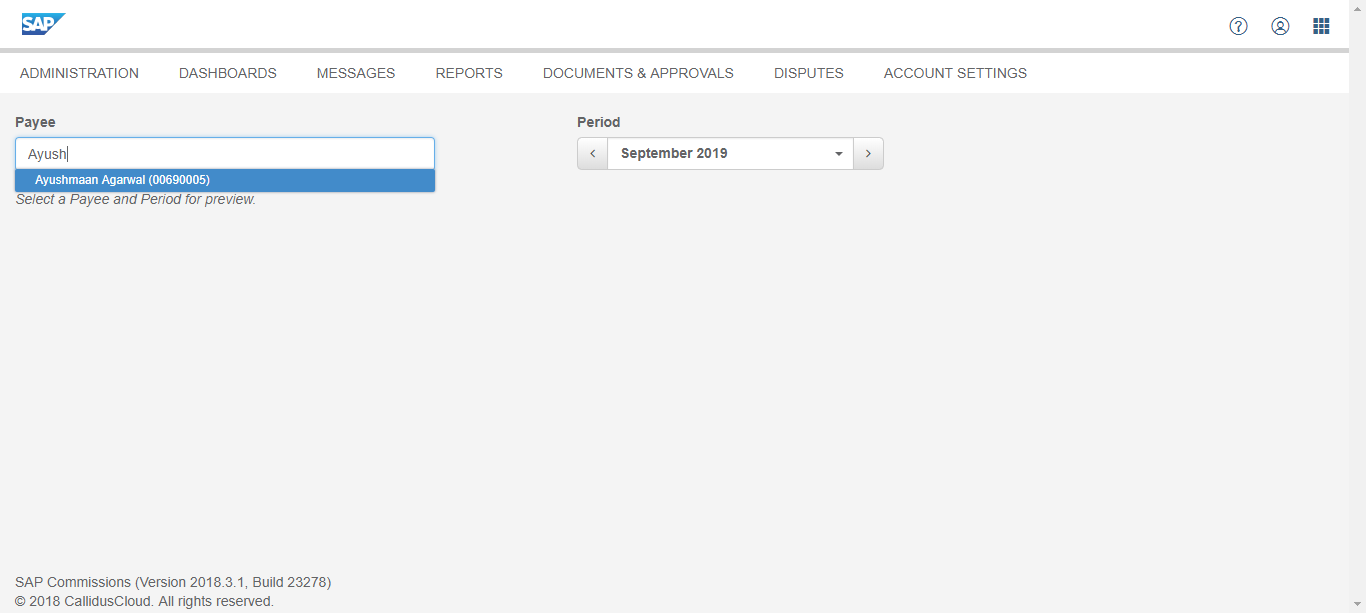 SAP
ADMINISTRATION DASHBOARDS MESSAGES REPORTS DOCUMENTS & APPROVALS DISPUTES ACCOUNT SETTINGS
Payee Period
Ayush September 2019
Ayushmaan Agarwal (00690005)
Select a Payee and Period for preview.
SAP Commissions (Version 2018.3.1, Build 23278)
© 2018 CallidusCloud. All rights reserved.